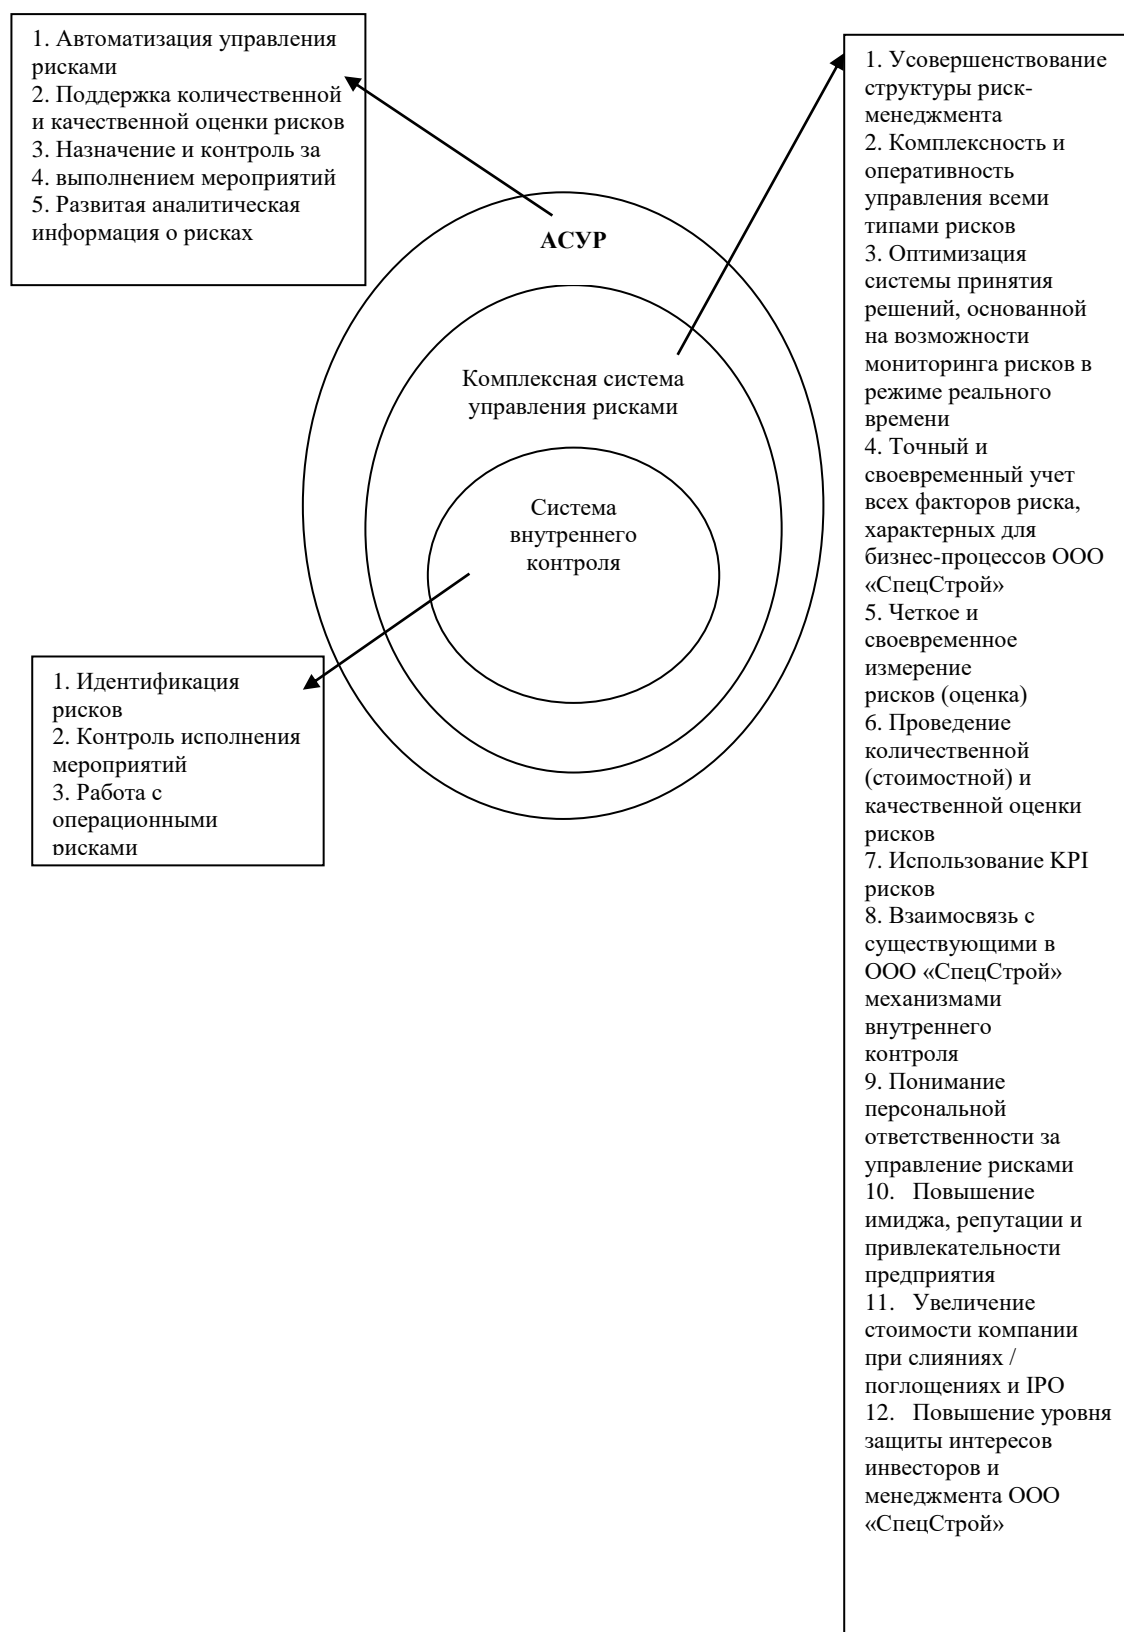 1. Автоматизация управления
рисками
2. Поддержка количественной
и качественной оценки рисков
3. Назначение и контроль за
4. выполнением мероприятий
5. Развитая аналитическая
информация о рисках
АСУР
Комплексная система
управления рисками
Система
внутреннего
контроля
1. Идентификация
рисков
2. Контроль исполнения
мероприятий
3. Работа с
операционными
рисками
1. Усовершенствование
структуры риск-
менеджмента
2. Комплексность и
оперативность
управления всеми
типами рисков
3. Оптимизация
системы принятия
решений, основанной
на возможности
мониторинга рисков в
режиме реального
времени
4. Точный и
своевременный учет
всех факторов риска,
характерных для
бизнес-процессов ООО
«СпецСтрой»
5. Четкое и
своевременное
измерение
рисков (оценка)
6. Проведение
количественной
(стоимостной) и
качественной оценки
рисков
7. Использование KPI
рисков
8. Взаимосвязь с
существующими в
ООО «СпецСтрой»
механизмами
внутреннего
контроля
9. Понимание
персональной
ответственности за
управление рисками
10. Повышение
имиджа, репутации и
привлекательности
предприятия
11. Увеличение
стоимости компании
при слияниях /
поглощениях и IPO
12. Повышение уровня
защиты интересов
инвесторов и
менеджмента ООО
«СпецСтрой»